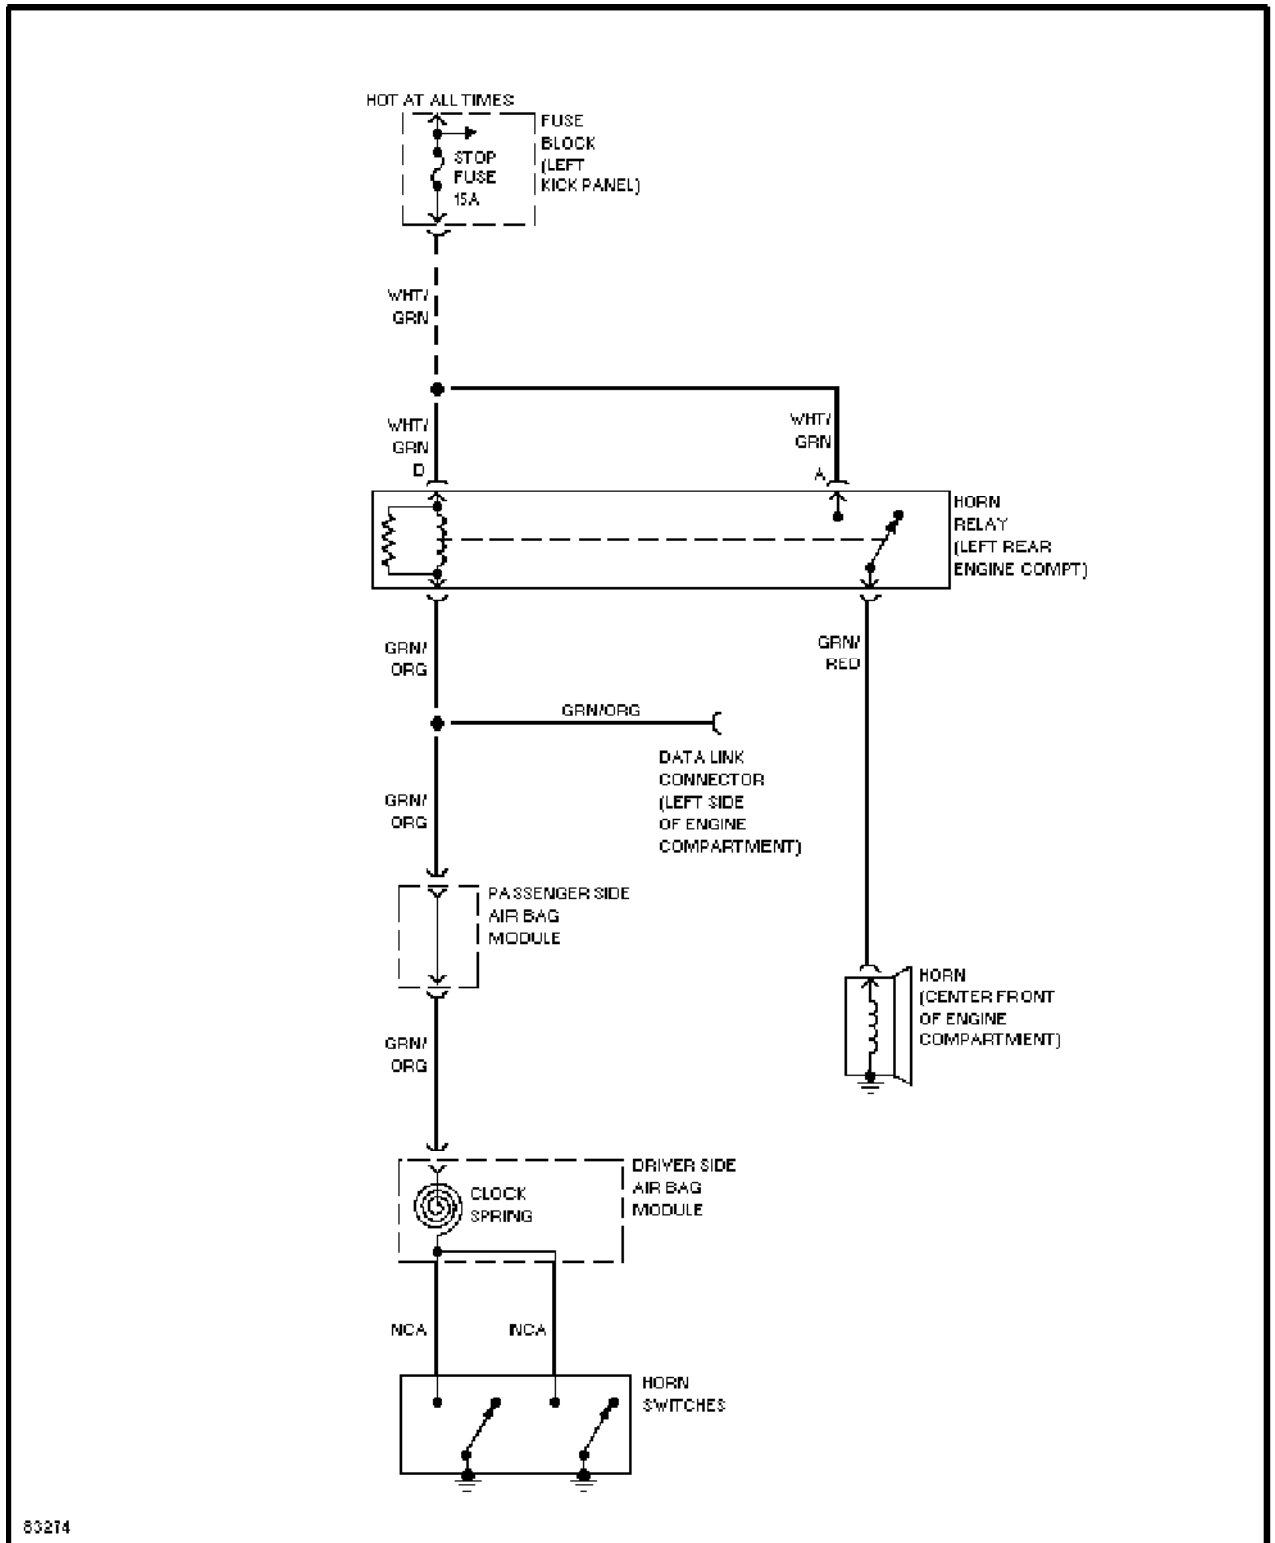 HOT AT ALL TIMES
FUSE
BLOCK
(LEFT
KICK PANEL)
STOP
FUSE
15A
WHT/
GRN
WHT/
GRN
D
WHT/
GRN
A
HORN
RELAY
(LEFT REAR
ENGINE COMPT)
GRN/
ORG
GRN/
RED
GRN/ORG
DATA LINK
CONNECTOR
(LEFT SIDE
OF ENGINE
COMPARTMENT)
GRN/
ORG
PASSENGER SIDE
AIR BAG
MODULE
HORN
(CENTER FRONT
OF ENGINE
COMPARTMENT)
GRN/
ORG
DRIVER SIDE
AIR BAG
MODULE
CLOCK
SPRING
NCA
NCA
HORN
SWITCHES
83274